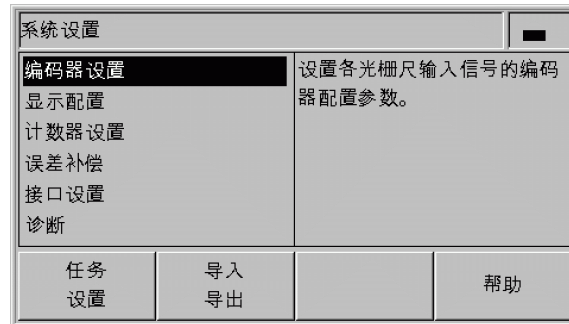 系统设置
编码器设置
显示配置
计数器设置
误差补偿
接口设置
诊断
设置各光栅尺输入信号的编码
器配置参数。
任务
设置
导入
导出
帮助